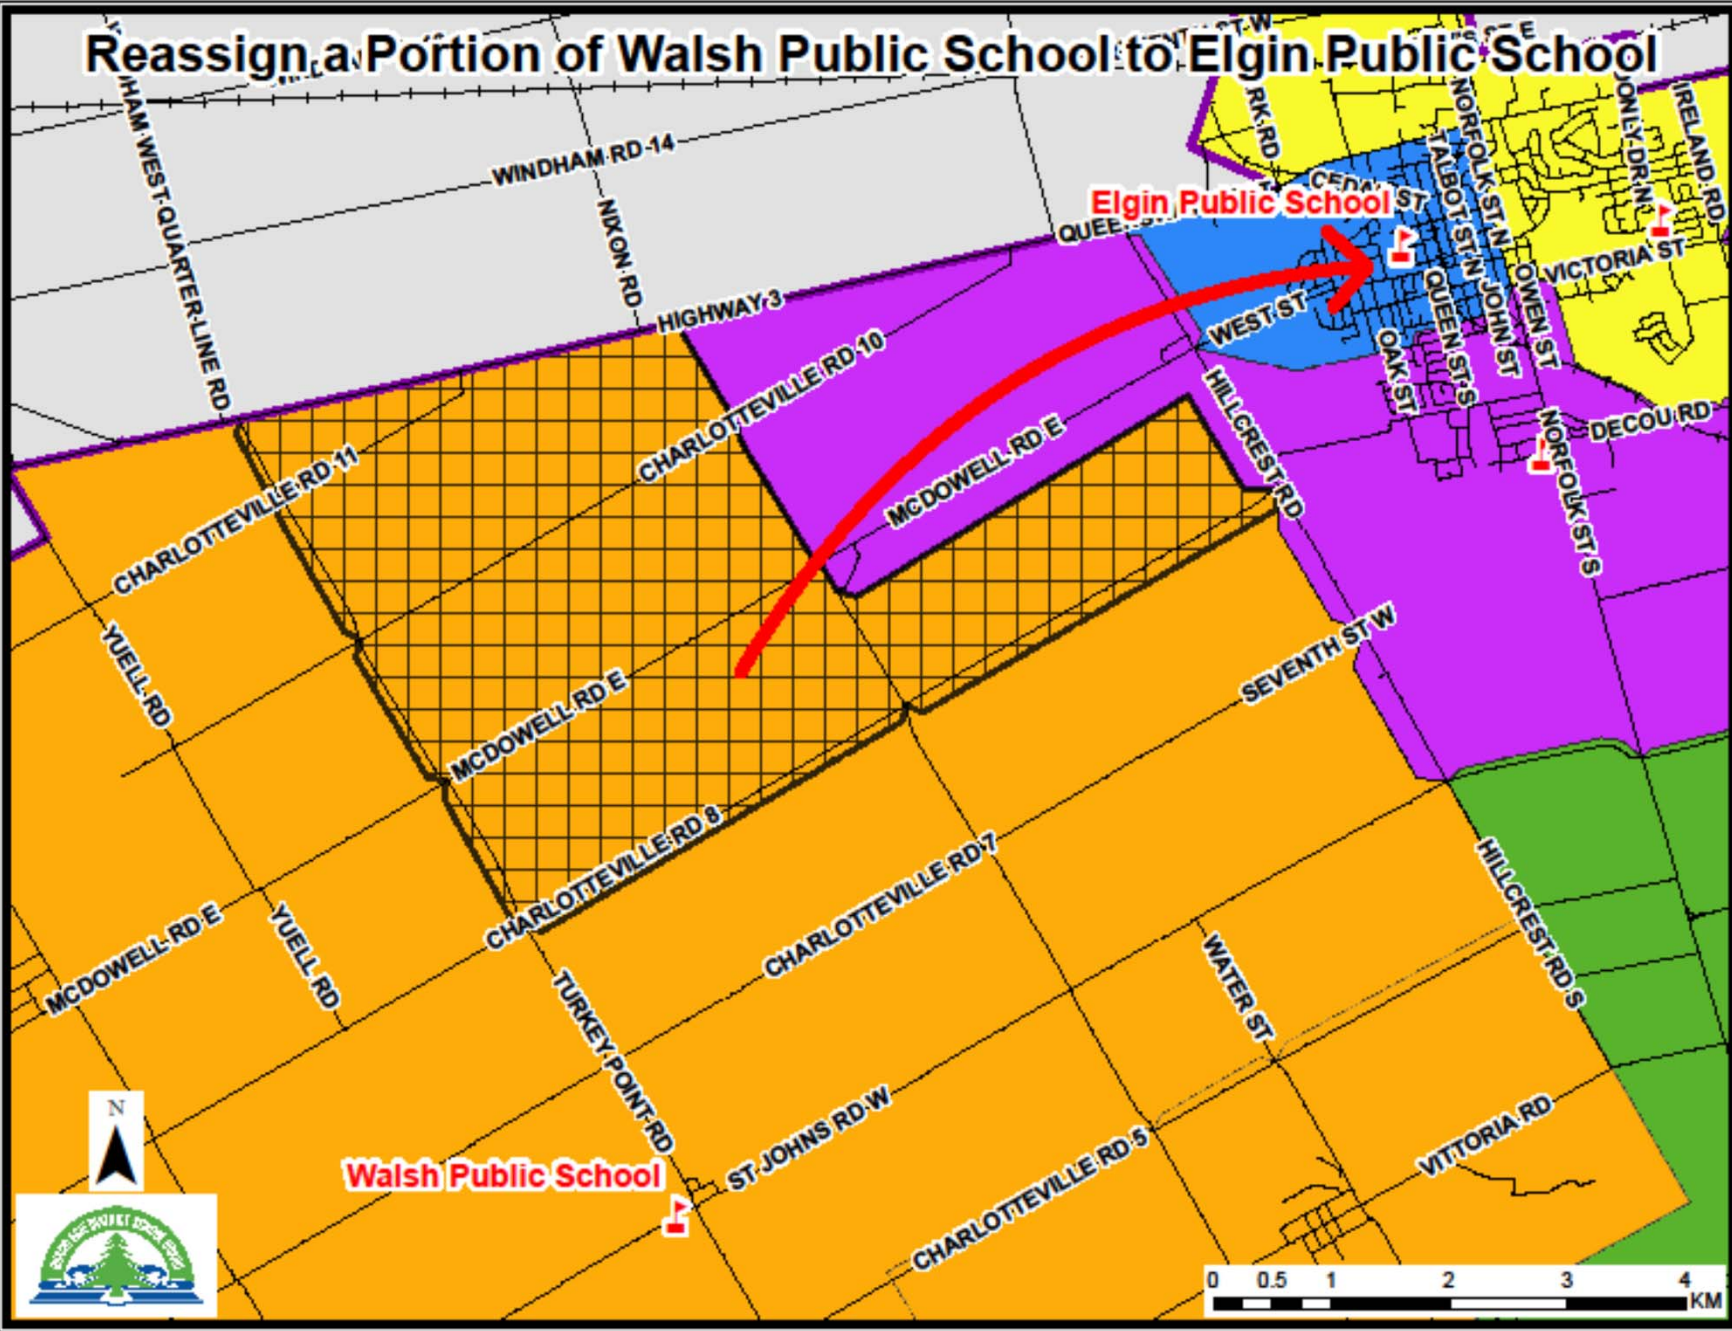 Reassign a Portion of Walsh Public School to Elgin Public School
WINDHAM RD 14
NIXON RD
HIGHWAY 3
CEDAR ST
Elgin Public School
IRELAND RD
TALBOT ST N
NORFOLK ST N
VICTORIA ST
OWEN ST
JOHN ST
QUEEN ST S
OAK ST
WEST ST
HILLCREST RD
DECOU RD
NORFOLK ST S
CHARLOTTEVILLE RD 10
CHARLOTTEVILLE RD 11
MCDOWELL RD E
YUELL RD
SEVENTH ST W
MCDOWELL RD E
CHARLOTTEVILLE RD 8
CHARLOTTEVILLE RD 7
MCDOWELL RD E
YUELL RD
HILLCREST RD S
WATER ST
TURKEY POINT RD
ST JOHNS RD W
VITTORIA RD
CHARLOTTEVILLE RD 5
Walsh Public School
N
0 0.5 1 2 3 4
KM